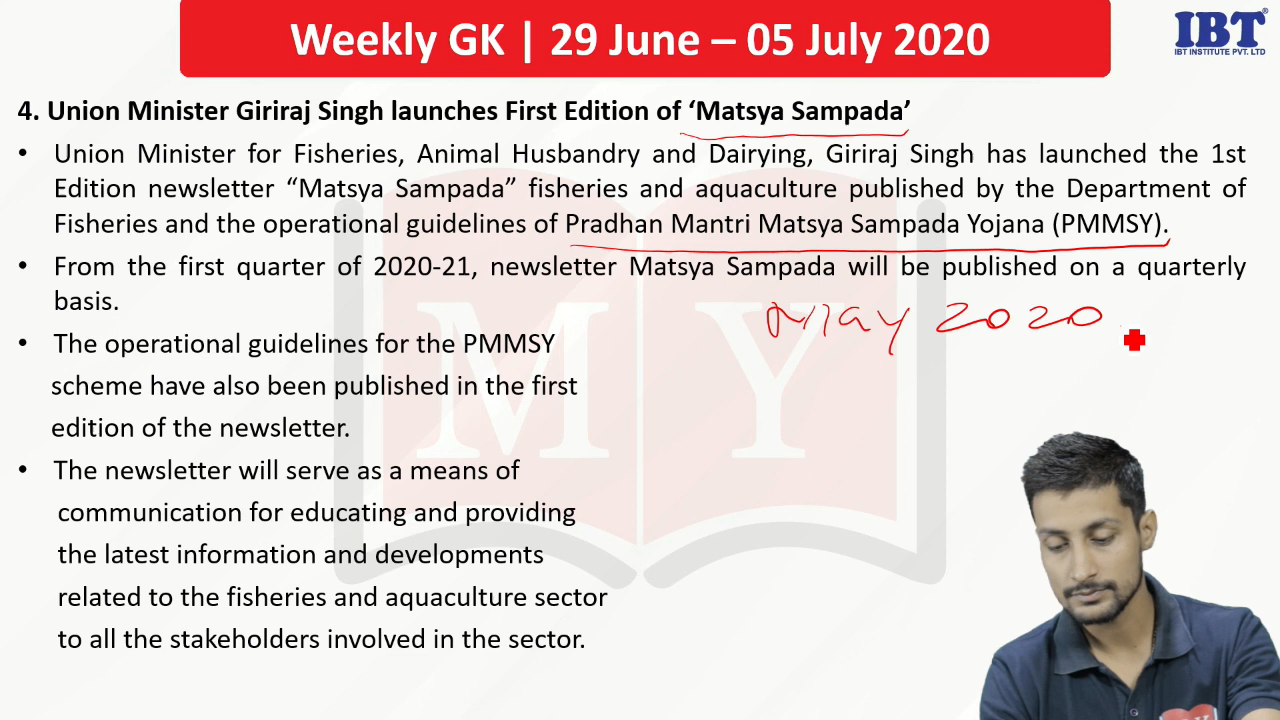 Weekly GK | 29 June – 05 July 2020
IBT®
IBT INSTITUTE PVT. LTD
4. Union Minister Giriraj Singh launches First Edition of ‘Matsya Sampada’
• Union Minister for Fisheries, Animal Husbandry and Dairying, Giriraj Singh has launched the 1st
Edition newsletter “Matsya Sampada” fisheries and aquaculture published by the Department of
Fisheries and the operational guidelines of Pradhan Mantri Matsya Sampada Yojana (PMMSY).
• From the first quarter of 2020-21, newsletter Matsya Sampada will be published on a quarterly
basis.
May 2020
• The operational guidelines for the PMMSY
scheme have also been published in the first
edition of the newsletter.
• The newsletter will serve as a means of
communication for educating and providing
the latest information and developments
related to the fisheries and aquaculture sector
to all the stakeholders involved in the sector.
M Y